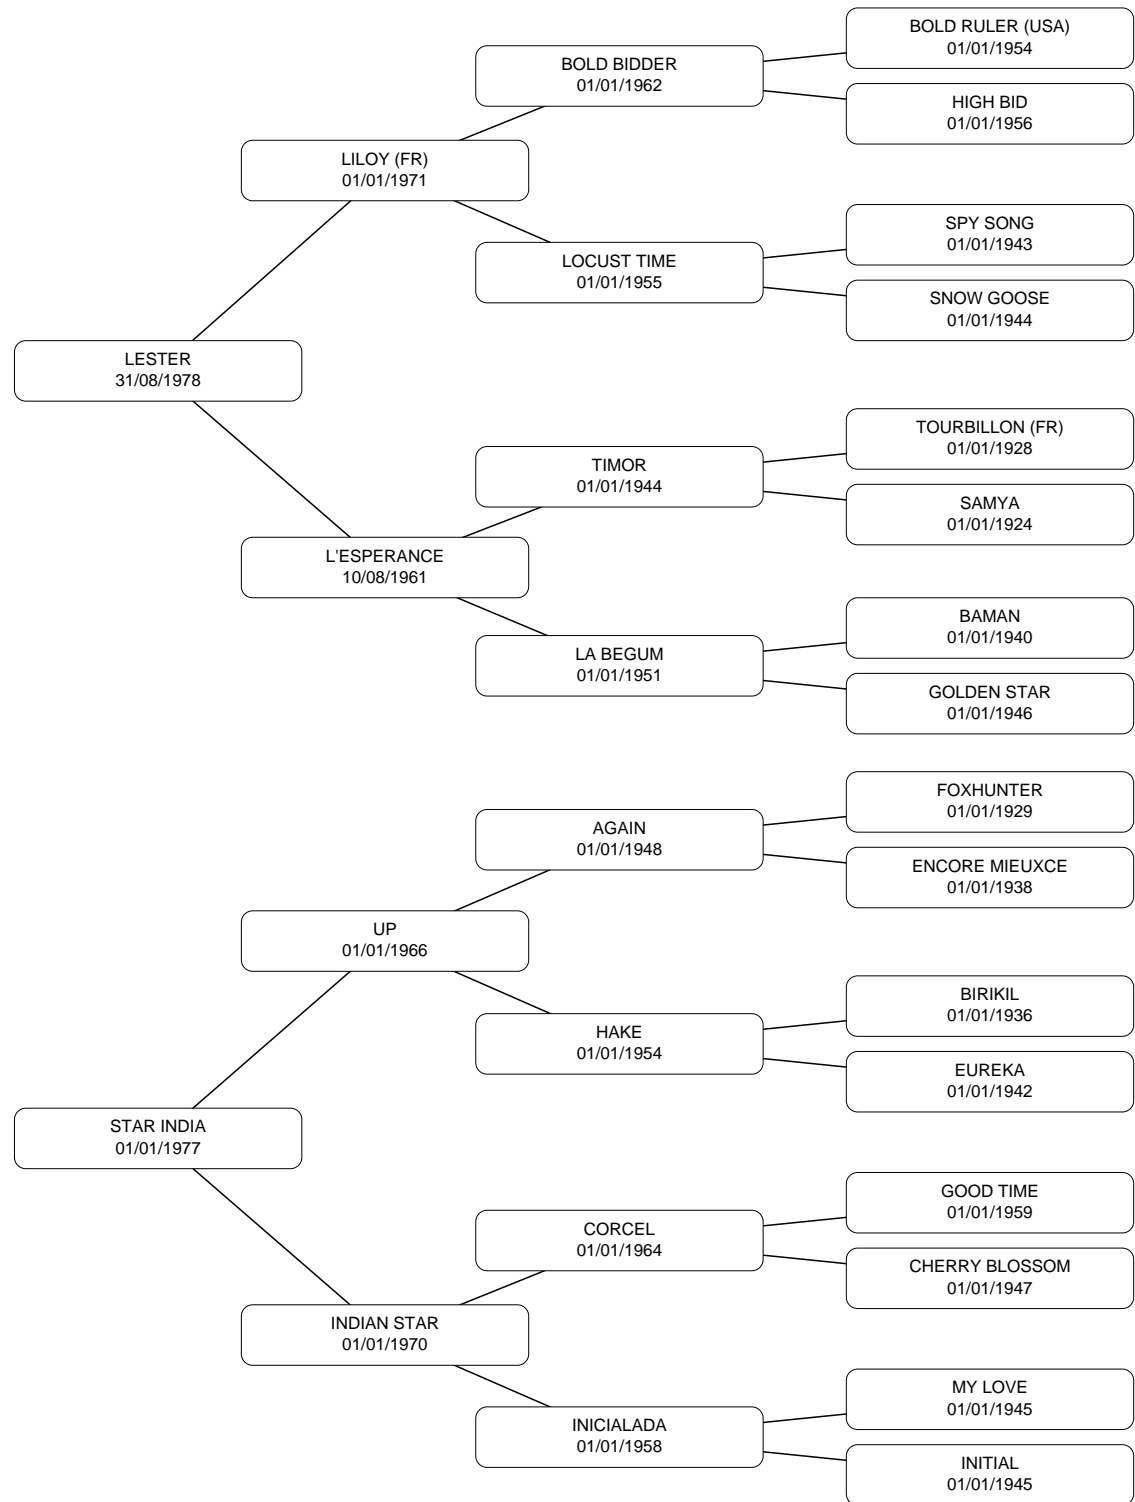 BOLD RULER (USA)
01/01/1954
BOLD BIDDER
01/01/1962
HIGH BID
01/01/1956
LILOY (FR)
01/01/1971
SPY SONG
01/01/1943
LOCUST TIME
01/01/1955
SNOW GOOSE
01/01/1944
LESTER
31/08/1978
TOURBILLON (FR)
01/01/1928
TIMOR
01/01/1944
SAMYA
01/01/1924
L'ESPERANCE
10/08/1961
BAMAN
01/01/1940
LA BEGUM
01/01/1951
GOLDEN STAR
01/01/1946
FOXHUNTER
01/01/1929
AGAIN
01/01/1948
ENCORE MIEUXCE
01/01/1938
UP
01/01/1966
BIRIKIL
01/01/1936
HAKE
01/01/1954
EUREKA
01/01/1942
STAR INDIA
01/01/1977
GOOD TIME
01/01/1959
CORCEL
01/01/1964
CHERRY BLOSSOM
01/01/1947
INDIAN STAR
01/01/1970
MY LOVE
01/01/1945
INICIALADA
01/01/1958
INITIAL
01/01/1945